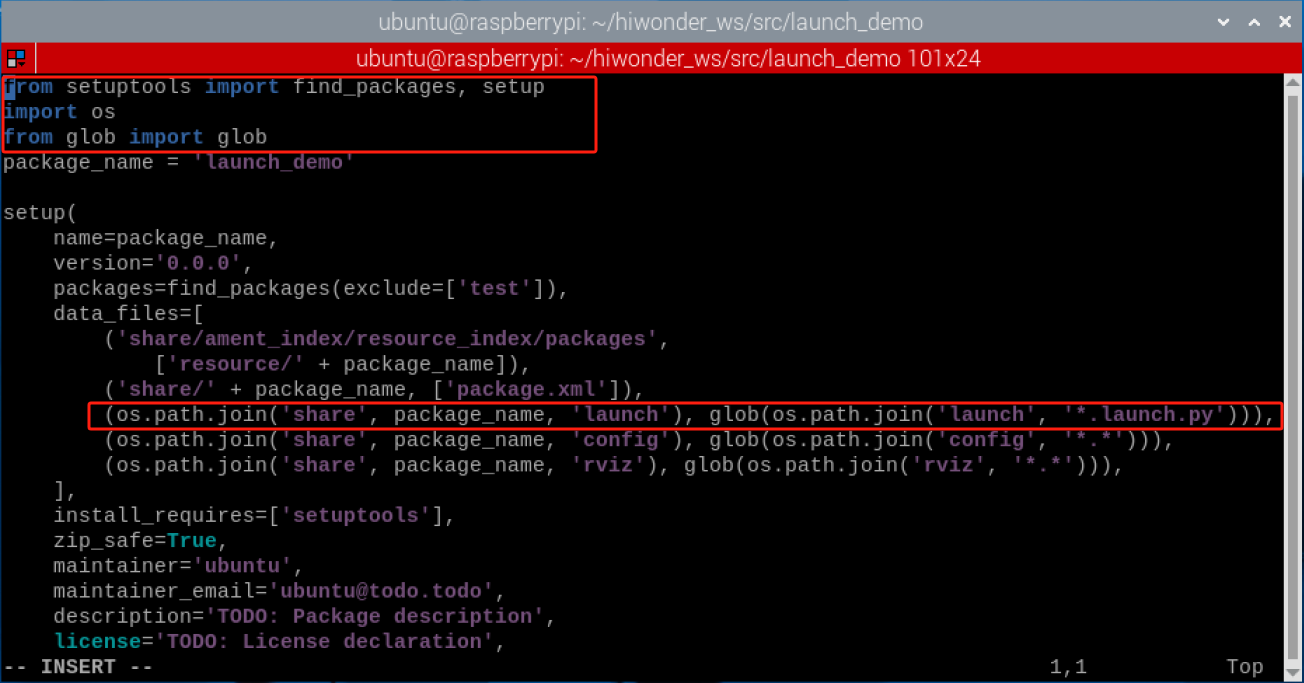 ubuntu@raspberrypi: ~/hiwonder_ws/src/launch_demo
ubuntu@raspberrypi: ~/hiwonder_ws/src/launch_demo 101x24
from setuptools import find_packages, setup
import os
from glob import glob
package_name = 'launch_demo'
setup(
    name=package_name,
    version='0.0.0',
    packages=find_packages(exclude=['test']),
    data_files=[
        ('share/ament_index/resource_index/packages',
            ['resource/' + package_name]),
        ('share/' + package_name, ['package.xml']),
        (os.path.join('share', package_name, 'launch'), glob(os.path.join('launch', '*.launch.py'))),
        (os.path.join('share', package_name, 'config'), glob(os.path.join('config', '*.*'))),
        (os.path.join('share', package_name, 'rviz'), glob(os.path.join('rviz', '*.*'))),
    ],
    install_requires=['setuptools'],
    zip_safe=True,
    maintainer='ubuntu',
    maintainer_email='ubuntu@todo.todo',
    description='TODO: Package description',
    license='TODO: License declaration',
-- INSERT -- 1,1 Top